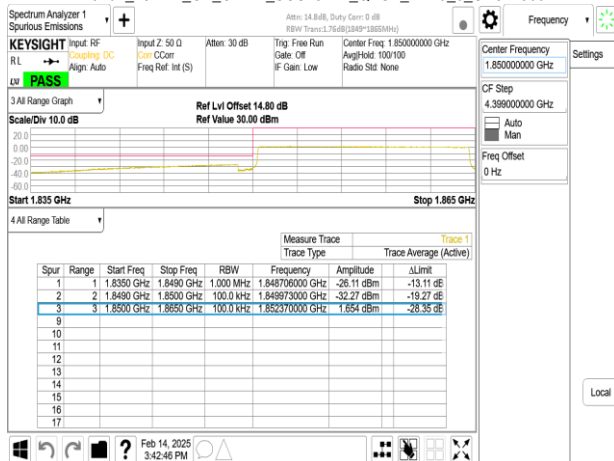 Spectrum Analyzer 1
Spurious Emissions
Attn: 14.8dB, Duty Corr: 0 dB
RBW Trans:1.76dB(1849~1865MHz)
Frequency
KEYSIGHT
RL
LXI
PASS
Input: RF
Coupling: DC
Align: Auto
Input Z: 50 Ω
Corr CCorr
Freq Ref: Int (S)
Atten: 30 dB
Trig: Free Run
Gate: Off
IF Gain: Low
Center Freq: 1.850000000 GHz
Avg|Hold: 100/100
Radio Std: None
Center Frequency
1.850000000 GHz
Settings
CF Step
4.399000000 GHz
Auto
Man
Freq Offset
0 Hz
3 All Range Graph
Scale/Div 10.0 dB
Ref Lvl Offset 14.80 dB
Ref Value 30.00 dBm
20.0
0.00
-20.0
-40.0
-60.0
Start 1.835 GHz
Stop 1.865 GHz
4 All Range Table
Measure Trace Trace 1
Trace Type Trace Average (Active)
Spur Range Start Freq Stop Freq RBW Frequency Amplitude ΔLimit
1 1 1.8350 GHz 1.8490 GHz 1.000 MHz 1.848706000 GHz -26.11 dBm -13.11 dB
2 2 1.8490 GHz 1.8500 GHz 100.0 kHz 1.849973000 GHz -32.27 dBm -19.27 dB
3 3 1.8500 GHz 1.8650 GHz 100.0 kHz 1.852370000 GHz 1.654 dBm -28.35 dB
9
10
11
12
13
14
15
16
17
Local
?
Feb 14, 2025
3:42:46 PM